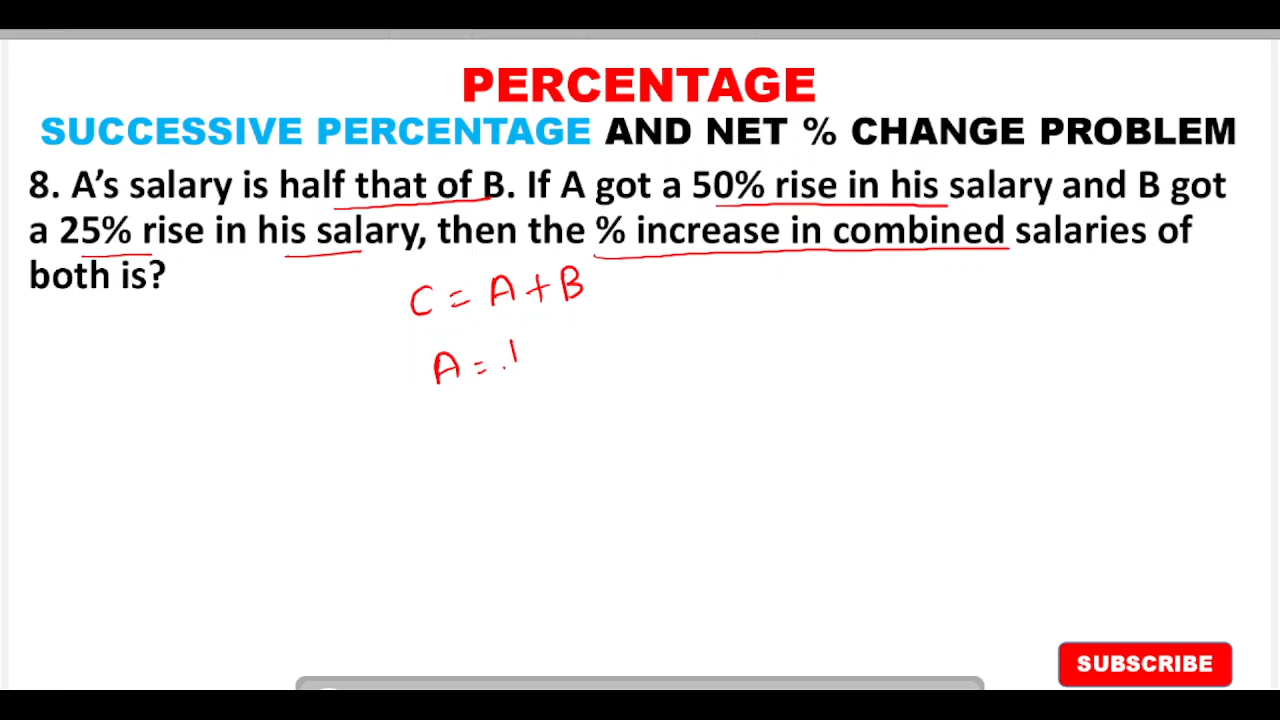 PERCENTAGE
SUCCESSIVE PERCENTAGE AND NET % CHANGE PROBLEM
8. A’s salary is half that of B. If A got a 50% rise in his salary and B got
a 25% rise in his salary, then the % increase in combined salaries of
both is?
C = A + B
A = .1
SUBSCRIBE